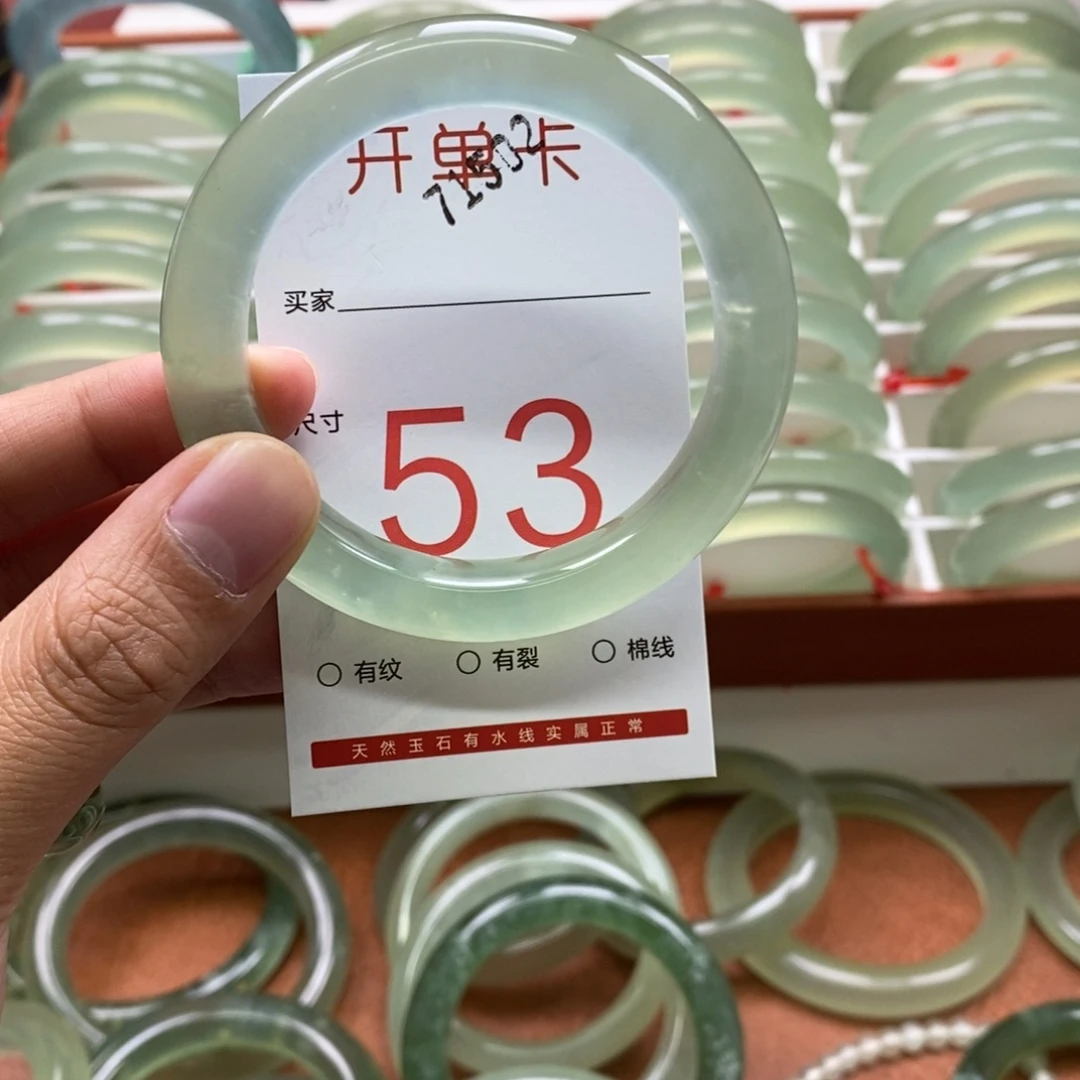 开单卡
71502
买家
尺寸
53
○ 有纹 ○ 有裂 ○ 棉线
天然玉石有水线实属正常